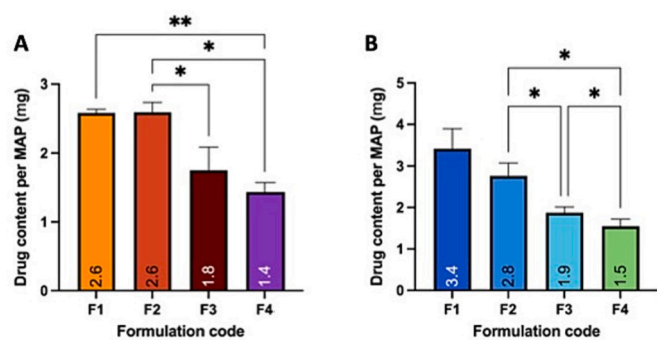 A
**
*
*
Drug content per MAP (mg)
3
2
1
0
2.6
2.6
1.8
1.4
F1
F2
F3
F4
Formulation code
B
*
*
*
Drug content per MAP (mg)
5
4
3
2
1
0
3.4
2.8
1.9
1.5
F1
F2
F3
F4
Formulation code